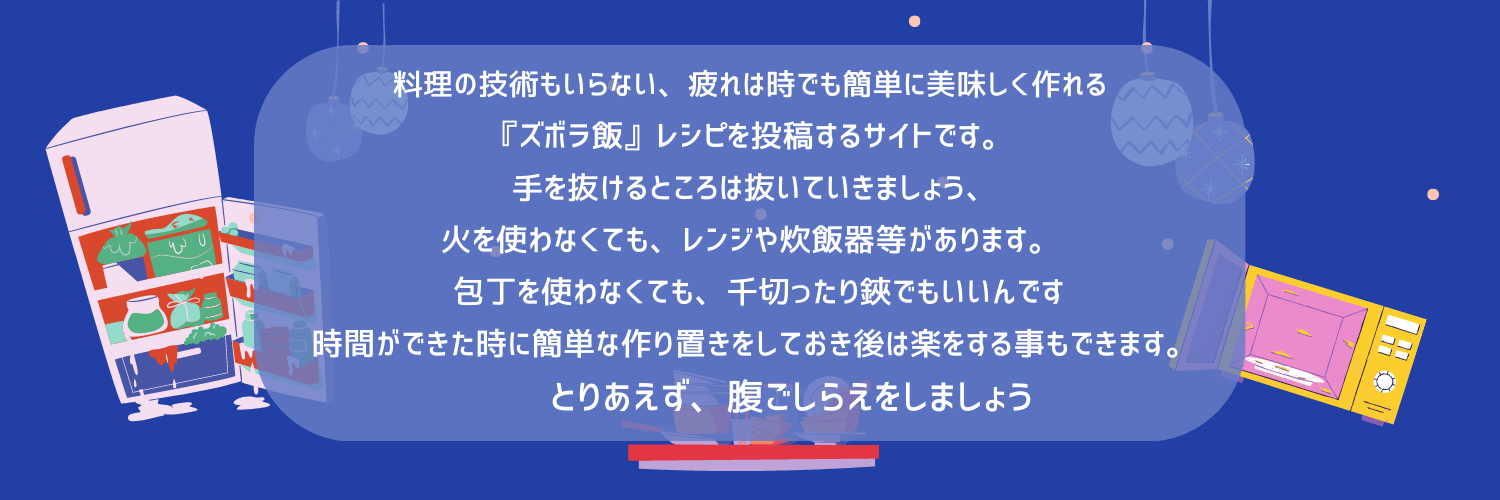 料理の技術もいらない、疲れは時でも簡単に美味しく作れる
『ズボラ飯』レシピを投稿するサイトです。
手を抜けるところは抜いていきましょう、
火を使わなくても、レンジや炊飯器等があります。
包丁を使わなくても、千切ったり鋏でもいいんです
時間ができた時に簡単な作り置きをしておき後は楽をする事もできます。
とりあえず、腹ごしらえをしましょう